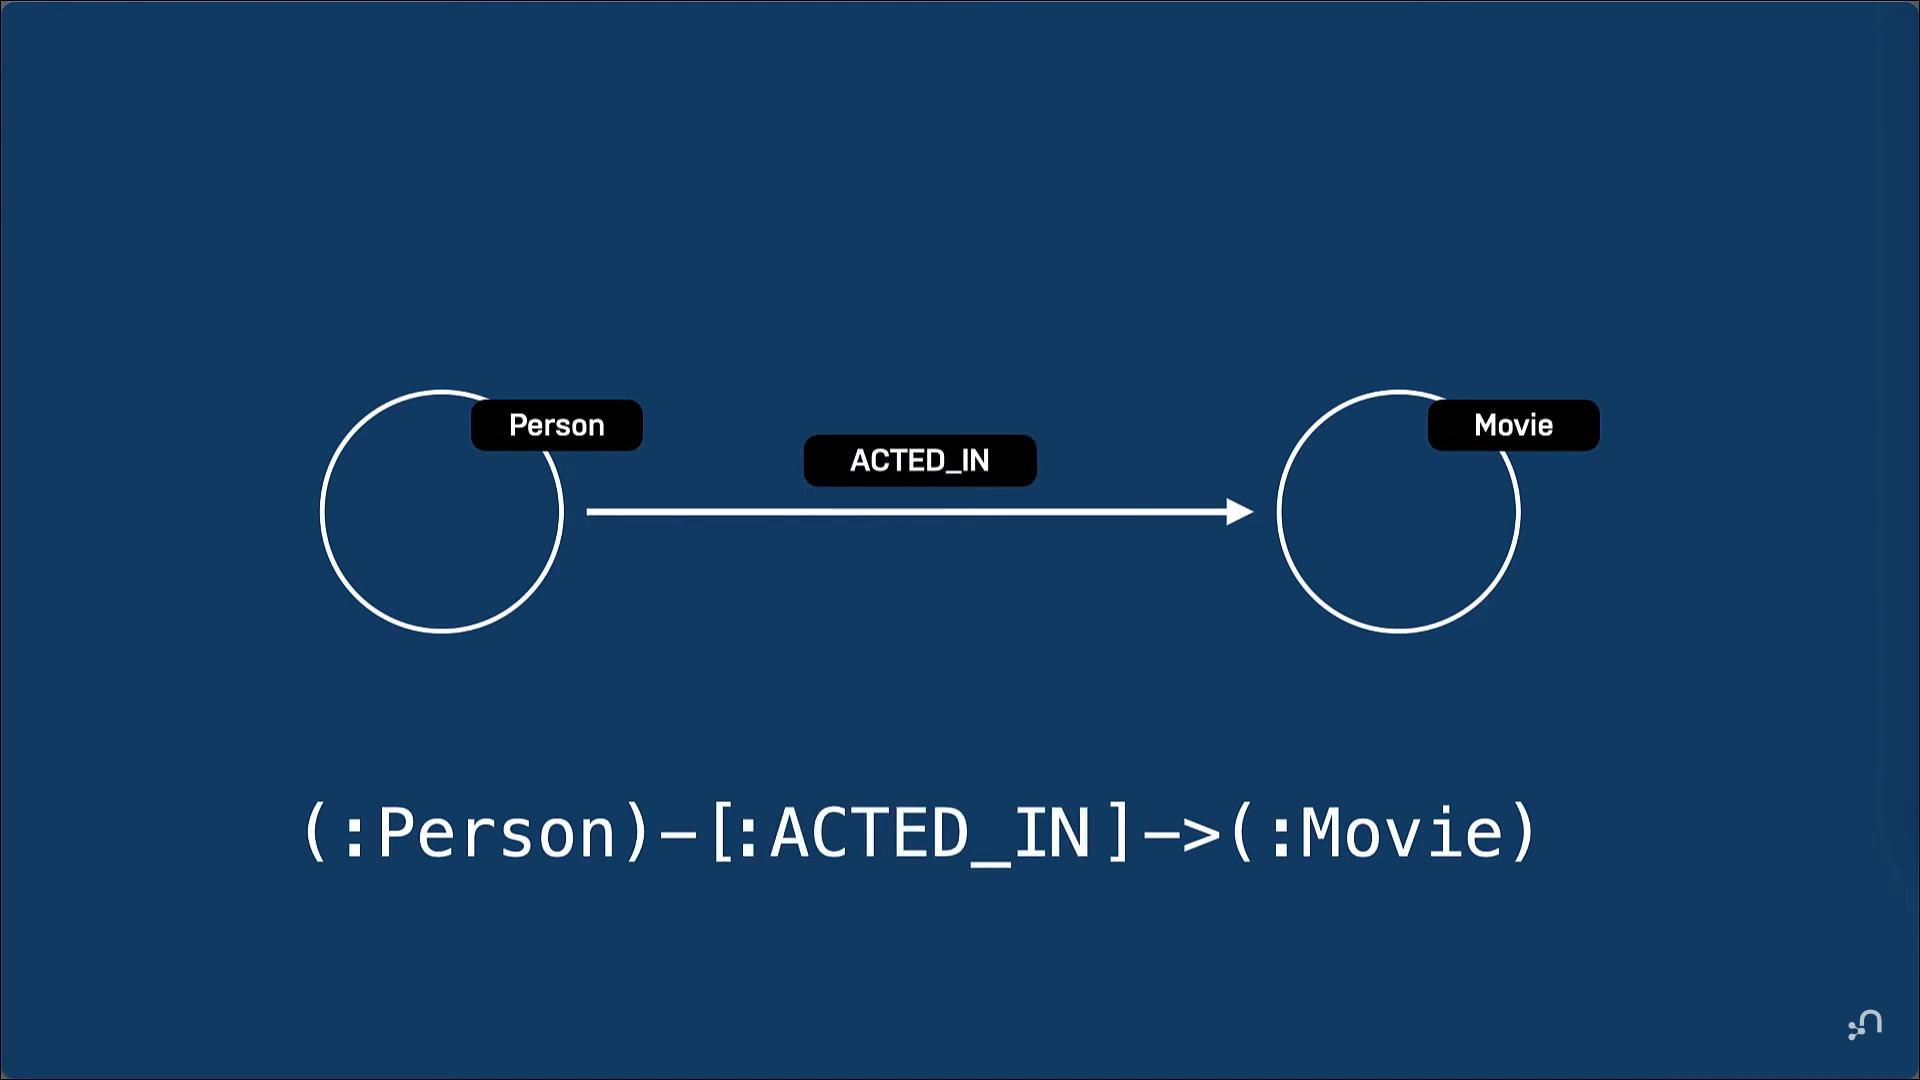 Person
Movie
ACTED_IN
(:Person)–[:ACTED_IN]–>(:Movie)